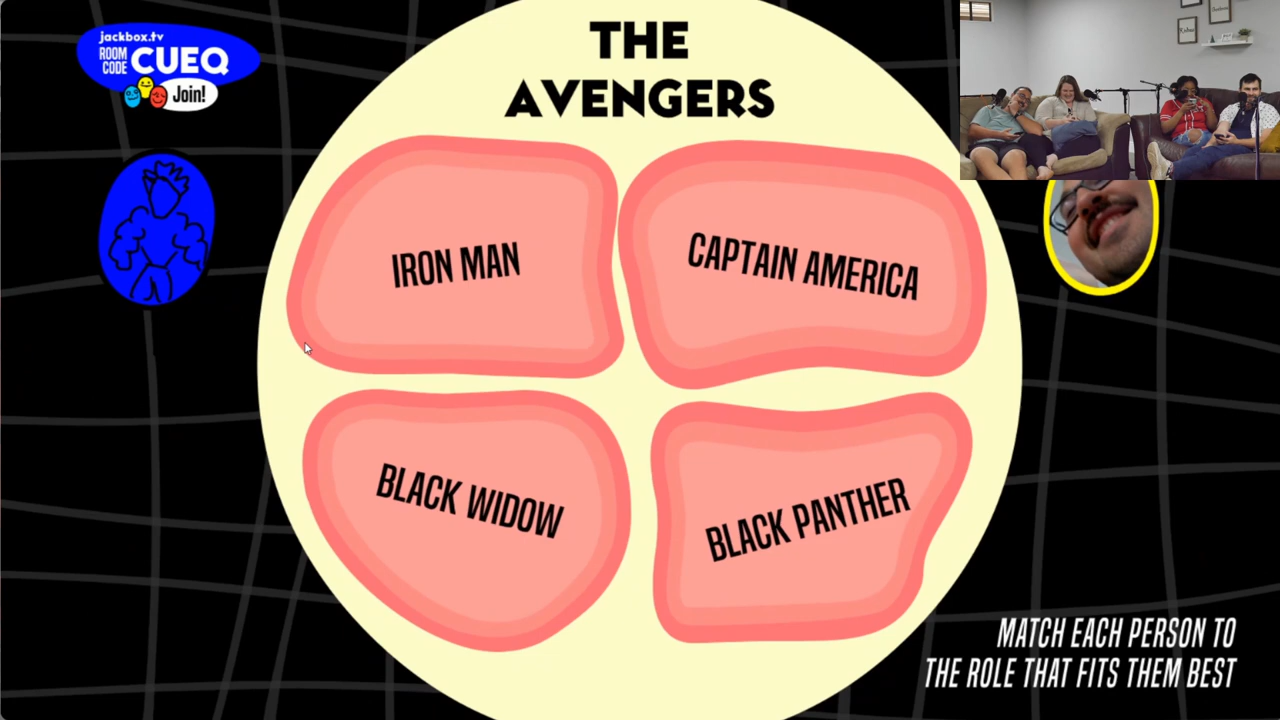 jackbox.tv
ROOM
CODE
CUEQ
Join!
THE
AVENGERS
IRON MAN
CAPTAIN AMERICA
BLACK WIDOW
BLACK PANTHER
MATCH EACH PERSON TO
THE ROLE THAT FITS THEM BEST